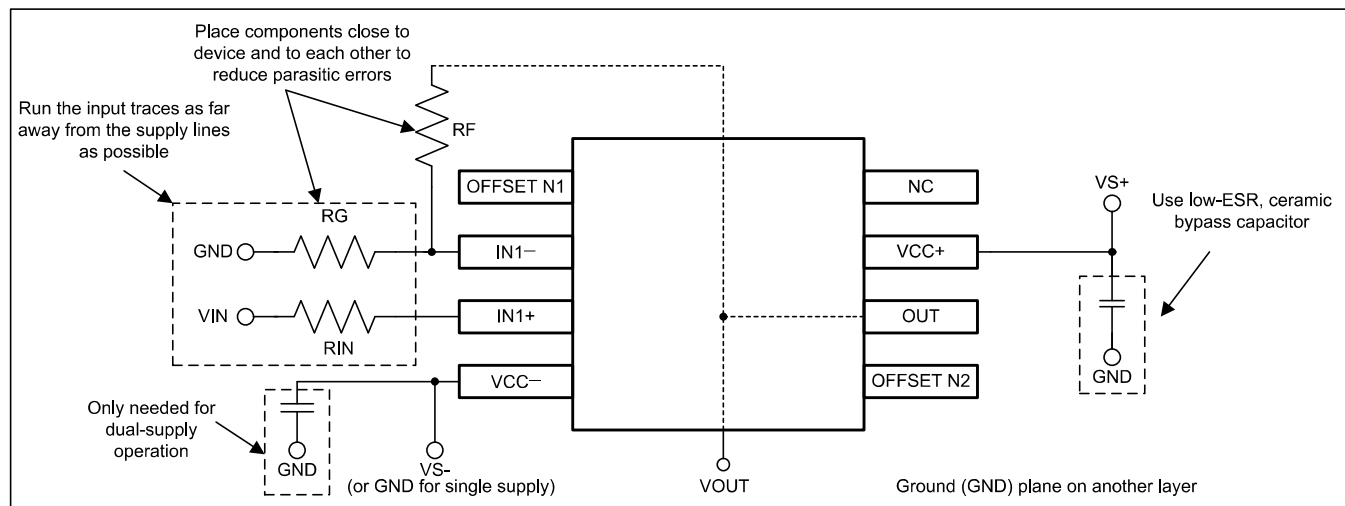 Place components close to
device and to each other to
reduce parasitic errors
Run the input traces as far
away from the supply lines
as possible
RF
OFFSET N1
NC
VS+
Use low-ESR, ceramic
bypass capacitor
RG
GND
IN1−
VCC+
VIN
IN1+
OUT
RIN
VCC−
OFFSET N2
GND
Only needed for
dual-supply
operation
GND
VS-
(or GND for single supply)
VOUT
Ground (GND) plane on another layer